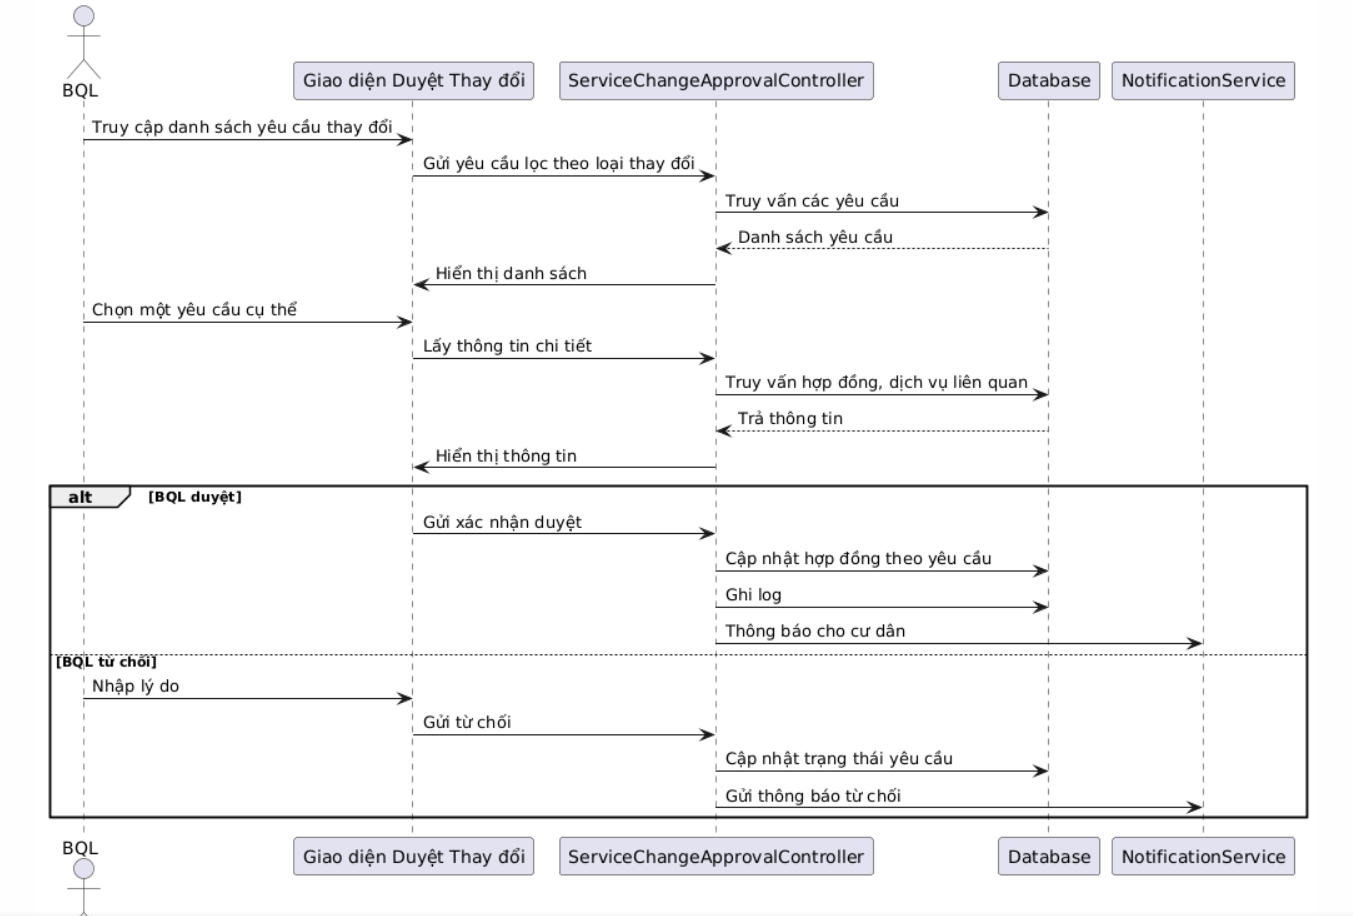 BQL
Giao diện Duyệt Thay đổi
ServiceChangeApprovalController
Database
NotificationService
Truy cập danh sách yêu cầu thay đổi
Gửi yêu cầu lọc theo loại thay đổi
Truy vấn các yêu cầu
Danh sách yêu cầu
Hiển thị danh sách
Chọn một yêu cầu cụ thể
Lấy thông tin chi tiết
Truy vấn hợp đồng, dịch vụ liên quan
Trả thông tin
Hiển thị thông tin
alt
[BQL duyệt]
Gửi xác nhận duyệt
Cập nhật hợp đồng theo yêu cầu
Ghi log
Thông báo cho cư dân
[BQL từ chối]
Nhập lý do
Gửi từ chối
Cập nhật trạng thái yêu cầu
Gửi thông báo từ chối
BQL
Giao diện Duyệt Thay đổi
ServiceChangeApprovalController
Database
NotificationService